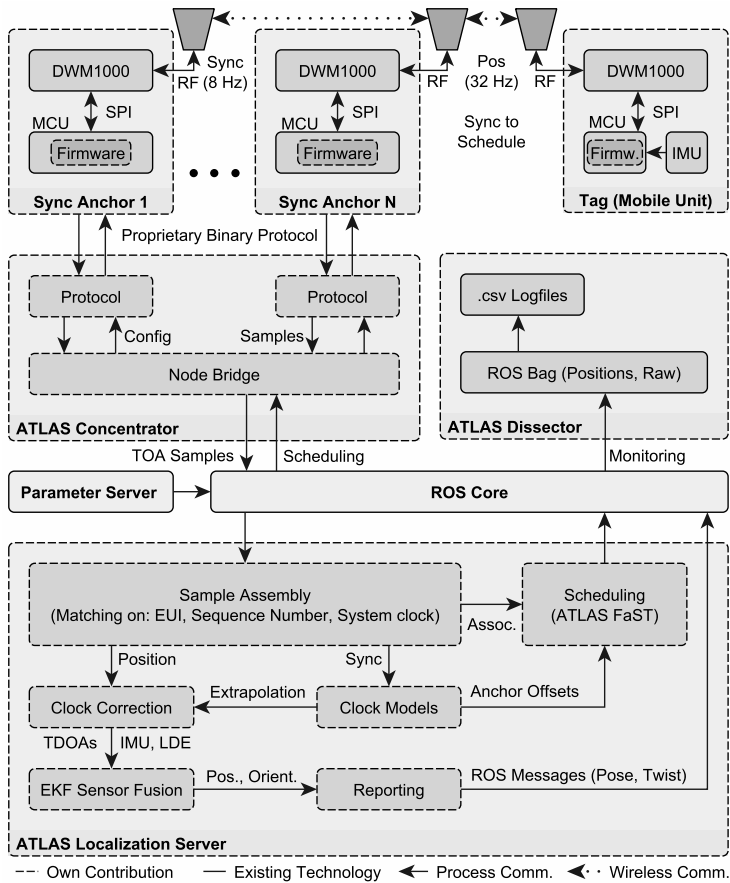 Sync
(8 Hz)
Pos
(32 Hz)
Sync to
Schedule
RF
RF
RF
DWM1000
SPI
MCU
Firmware
Sync Anchor 1
DWM1000
SPI
MCU
Firmware
Sync Anchor N
DWM1000
SPI
MCU
Firmw.
IMU
Tag (Mobile Unit)
Proprietary Binary Protocol
Protocol
Protocol
Config
Samples
Node Bridge
ATLAS Concentrator
.csv Logfiles
ROS Bag (Positions, Raw)
ATLAS Dissector
TOA Samples
Scheduling
Monitoring
Parameter Server
ROS Core
Sample Assembly
(Matching on: EUI, Sequence Number, System clock)
Assoc.
Scheduling
(ATLAS FaST)
Position
Sync
Clock Correction
Extrapolation
Clock Models
Anchor Offsets
TDOAs
IMU, LDE
EKF Sensor Fusion
Pos., Orient.
Reporting
ROS Messages (Pose, Twist)
ATLAS Localization Server
Own Contribution
Existing Technology
Process Comm.
Wireless Comm.